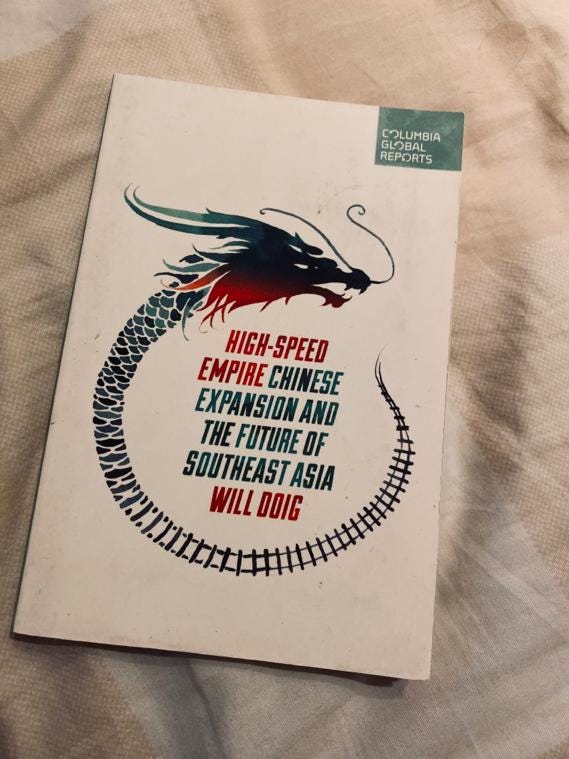 COLUMBIA
GLOBAL
REPORTS
HIGH-SPEED
EMPIRE CHINESE
EXPANSION AND
THE FUTURE OF
SOUTHEAST ASIA
WILL DOIG